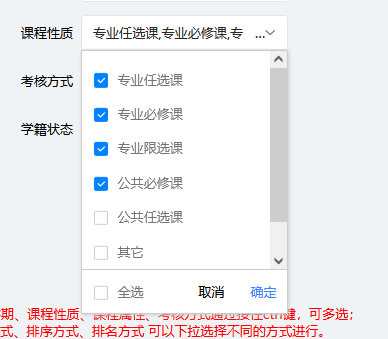 课程性质 专业任选课,专业必修课,专 ...
考核方式
学籍状态
专业任选课
专业必修课
专业限选课
公共必修课
公共任选课
其它
全选 取消 确定
期、课程性质、课程属性、考核方式通过按住ctrl键，可多选；
式、排序方式、排名方式 可以下拉选择不同的方式进行。